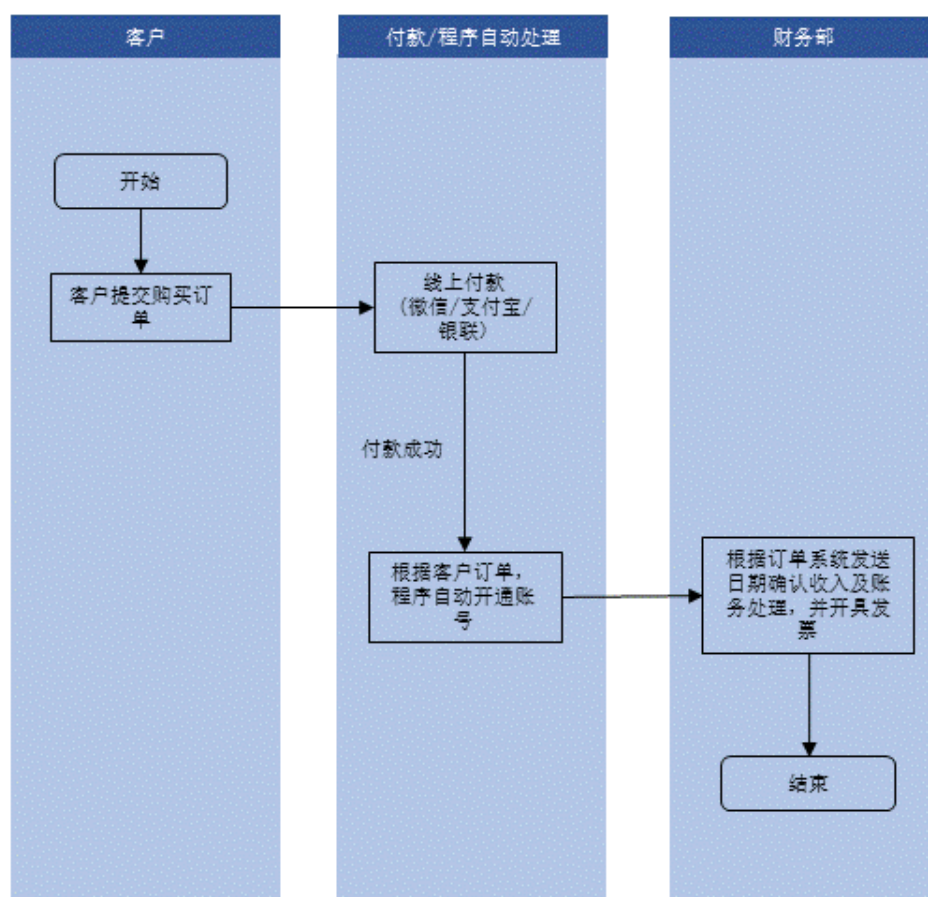 客户
付款/程序自动处理
财务部
开始
客户提交购买订
单
线上付款
(微信/支付宝/
银联)
付款成功
根据客户订单，
程序自动开通账
号
根据订单系统发送
日期确认收入及账
务处理，并开具发
票
结束